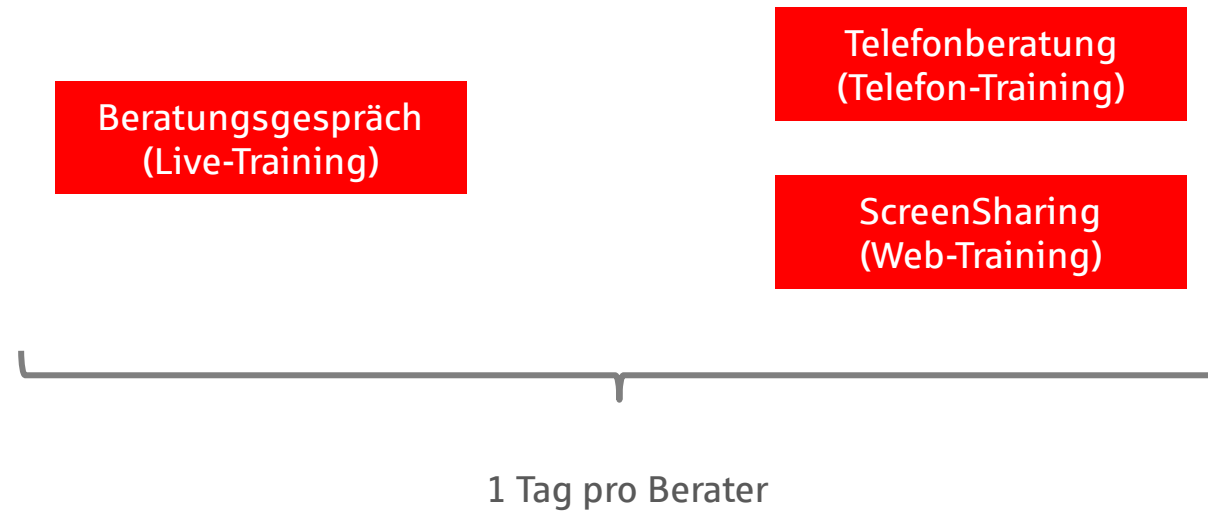 Beratungsgespräch
(Live-Training)
Telefonberatung
(Telefon-Training)
ScreenSharing
(Web-Training)
1 Tag pro Berater